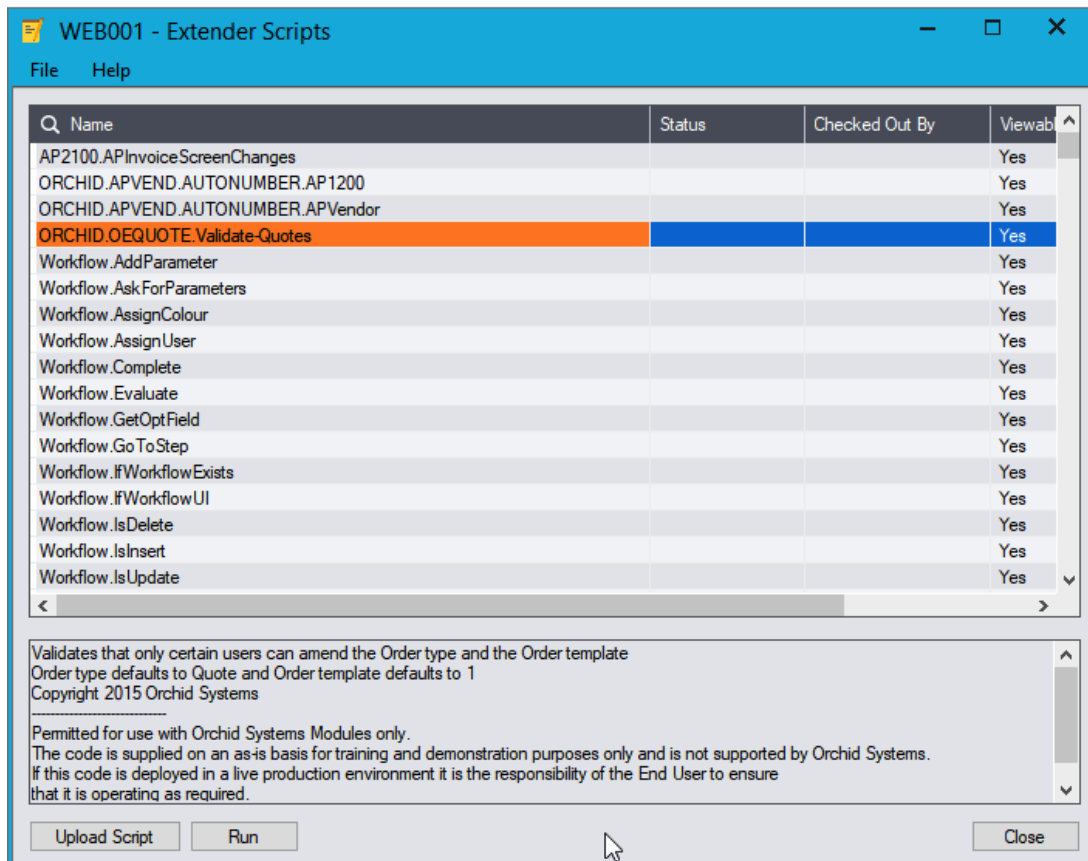 WEB001 - Extender Scripts
File Help
Name Status Checked Out By Viewabl
AP2100.APInvoiceScreenChanges Yes
ORCHID.APVEND.AUTONUMBER.AP1200 Yes
ORCHID.APVEND.AUTONUMBER.APVendor Yes
ORCHID.OEQUOTE.Validate-Quotes Yes
Workflow.AddParameter Yes
Workflow.AskForParameters Yes
Workflow.AssignColour Yes
Workflow.AssignUser Yes
Workflow.Complete Yes
Workflow.Evaluate Yes
Workflow.GetOptField Yes
Workflow.GoToStep Yes
Workflow.IfWorkflowExists Yes
Workflow.IfWorkflowUI Yes
Workflow.IsDelete Yes
Workflow.IsInsert Yes
Workflow.IsUpdate Yes
Validates that only certain users can amend the Order type and the Order template
Order type defaults to Quote and Order template defaults to 1
Copyright 2015 Orchid Systems
-----------------------------
Permitted for use with Orchid Systems Modules only.
The code is supplied on an as-is basis for training and demonstration purposes only and is not supported by Orchid Systems.
If this code is deployed in a live production environment it is the responsibility of the End User to ensure
that it is operating as required.
Upload Script Run Close